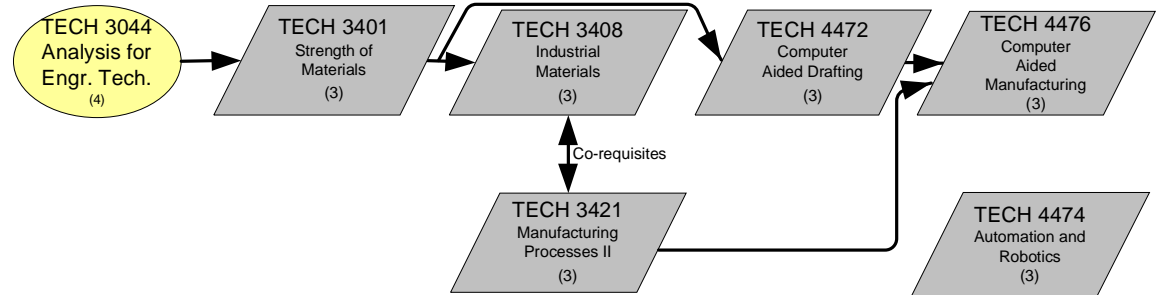 TECH 3044
Analysis for
Engr. Tech.
(4)
TECH 3401
Strength of
Materials
(3)
TECH 3408
Industrial
Materials
(3)
TECH 4472
Computer
Aided Drafting
(3)
TECH 4476
Computer
Aided
Manufacturing
(3)
Co-requisites
TECH 3421
Manufacturing
Processes II
(3)
TECH 4474
Automation and
Robotics
(3)